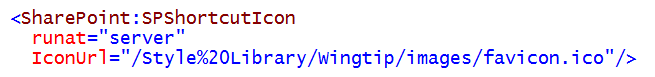 <SharePoint:SPShortcutIcon
runat="server"
IconUrl="/Style%20Library/Wingtip/images/favicon.ico"/>